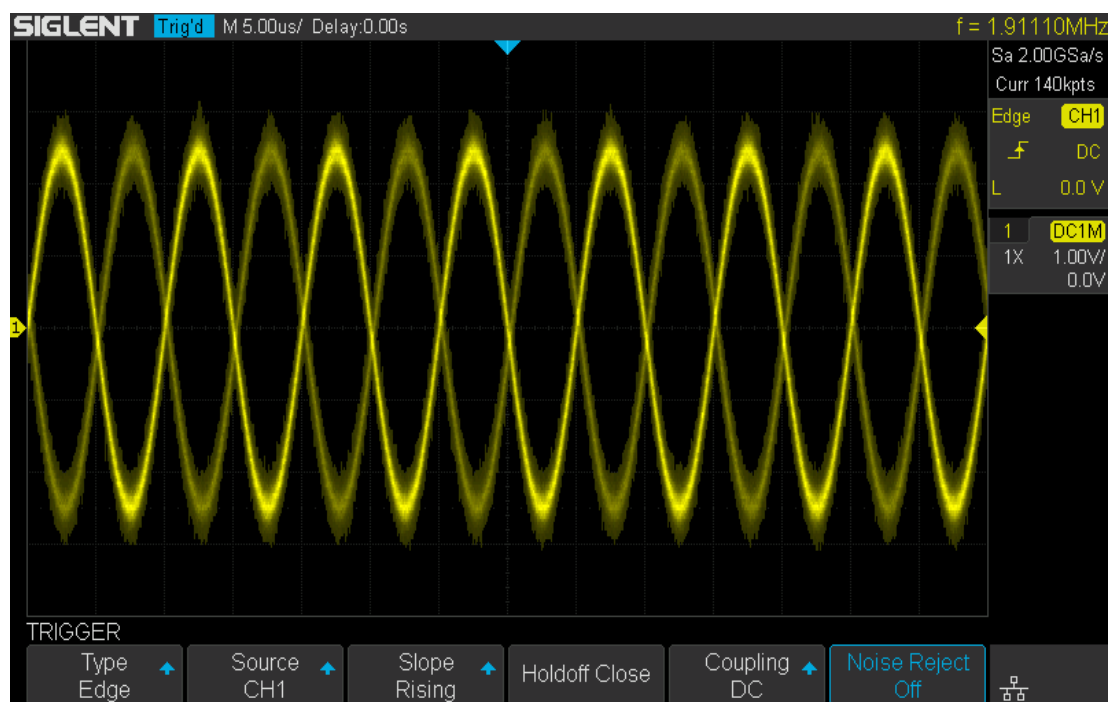 SIGLENT Trig'd M 5.00us/ Delay:0.00s f = 1.91110MHz
Sa 2.00GSa/s
Curr 140kpts
Edge CH1
DC
L 0.0 V
1 DC1M
1X 1.00V/
0.0V
1
TRIGGER
Type
Edge
Source
CH1
Slope
Rising
Holdoff Close
Coupling
DC
Noise Reject
Off